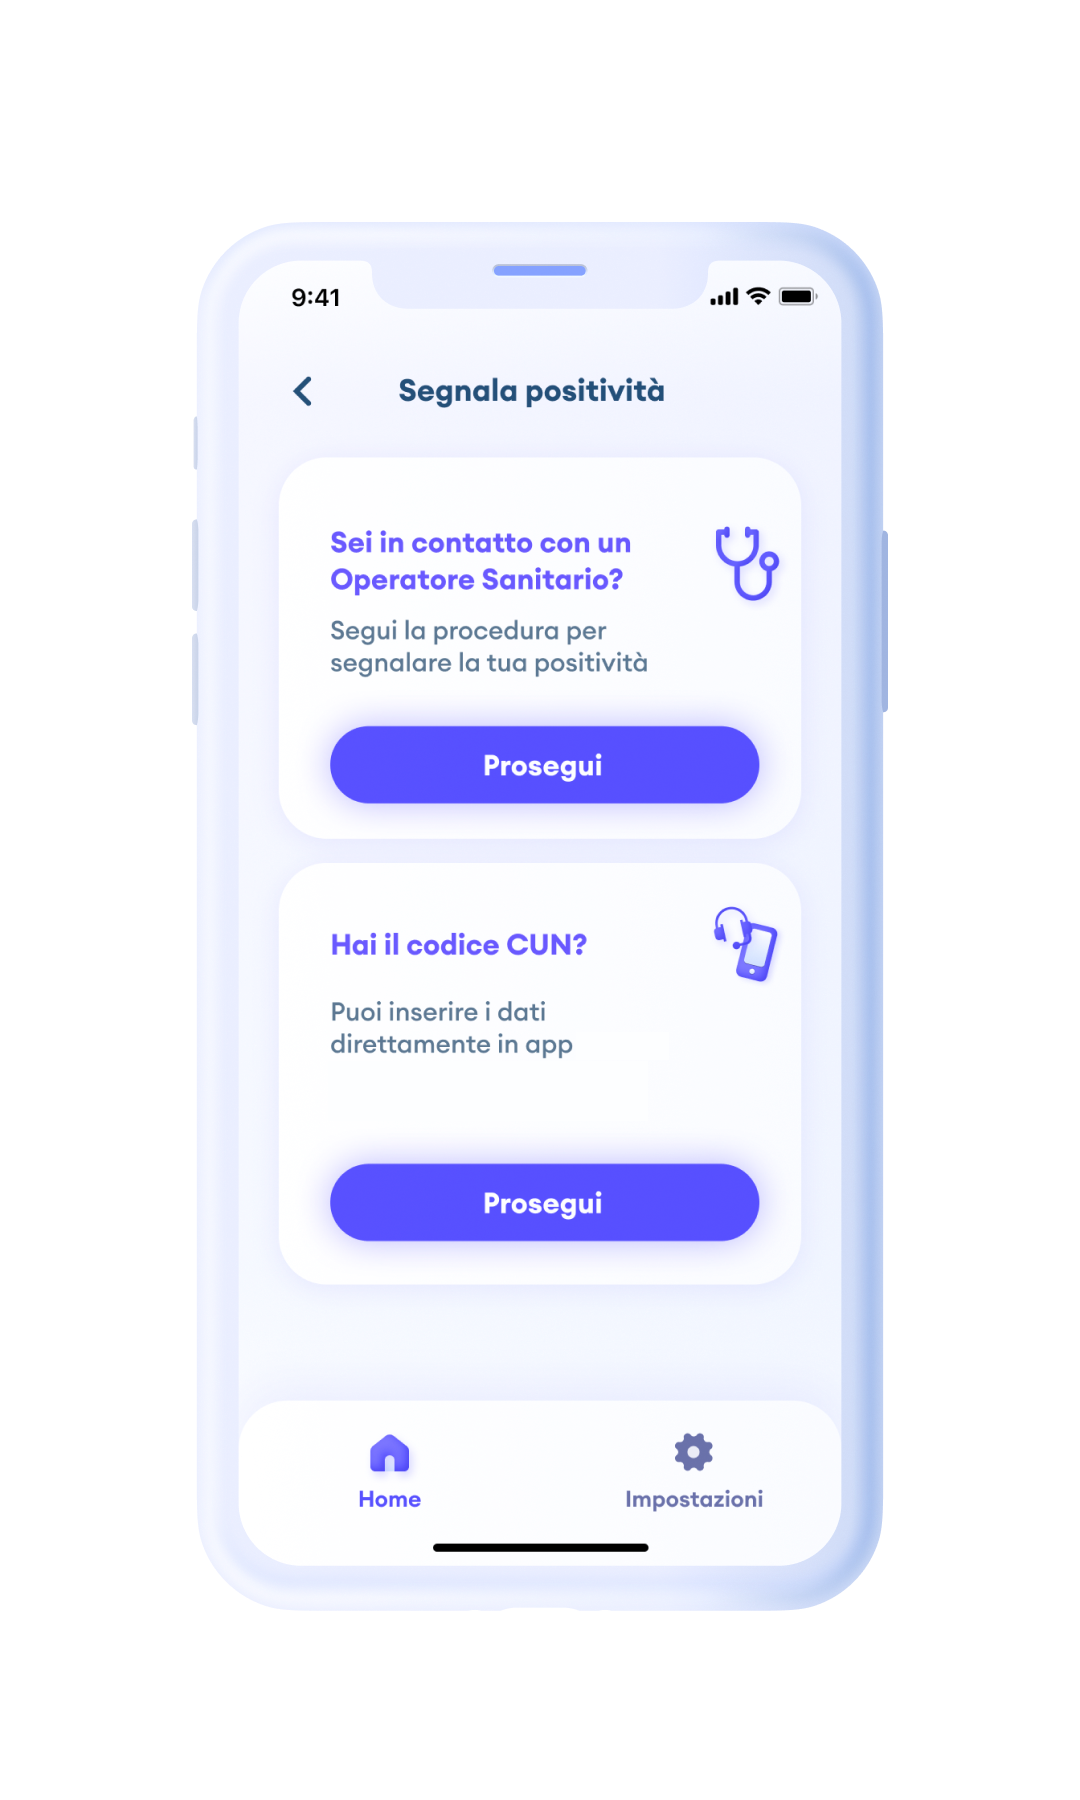 9:41
Segnala positività
Sei in contatto con un
Operatore Sanitario?
Segui la procedura per
segnalare la tua positività
Prosegui
Hai il codice CUN?
Puoi inserire i dati
direttamente in app
Prosegui
Home
Impostazioni